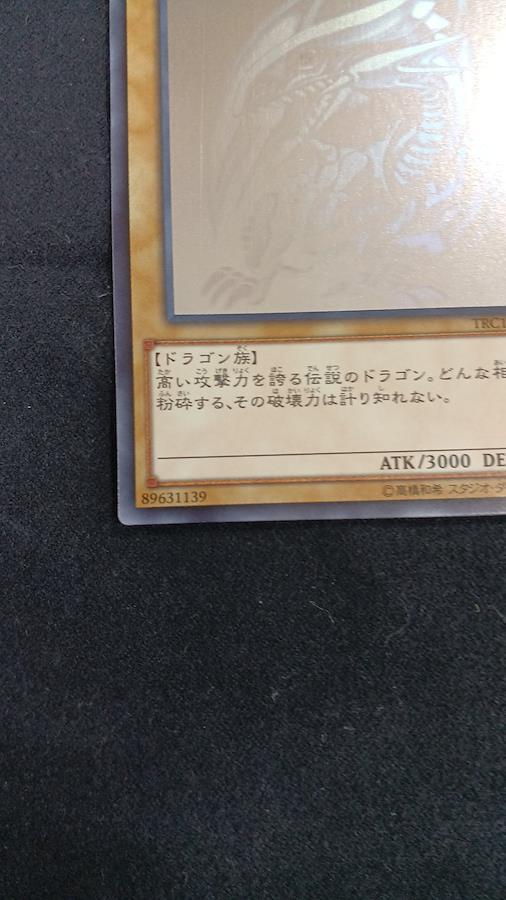 TRC1
【ドラゴン族】
高い攻撃力を誇る伝説のドラゴン。どんな相
粉砕する、その破壊力は計り知れない。
ATK/3000 DE
89631139
©高橋和希 スタジオ・ダ